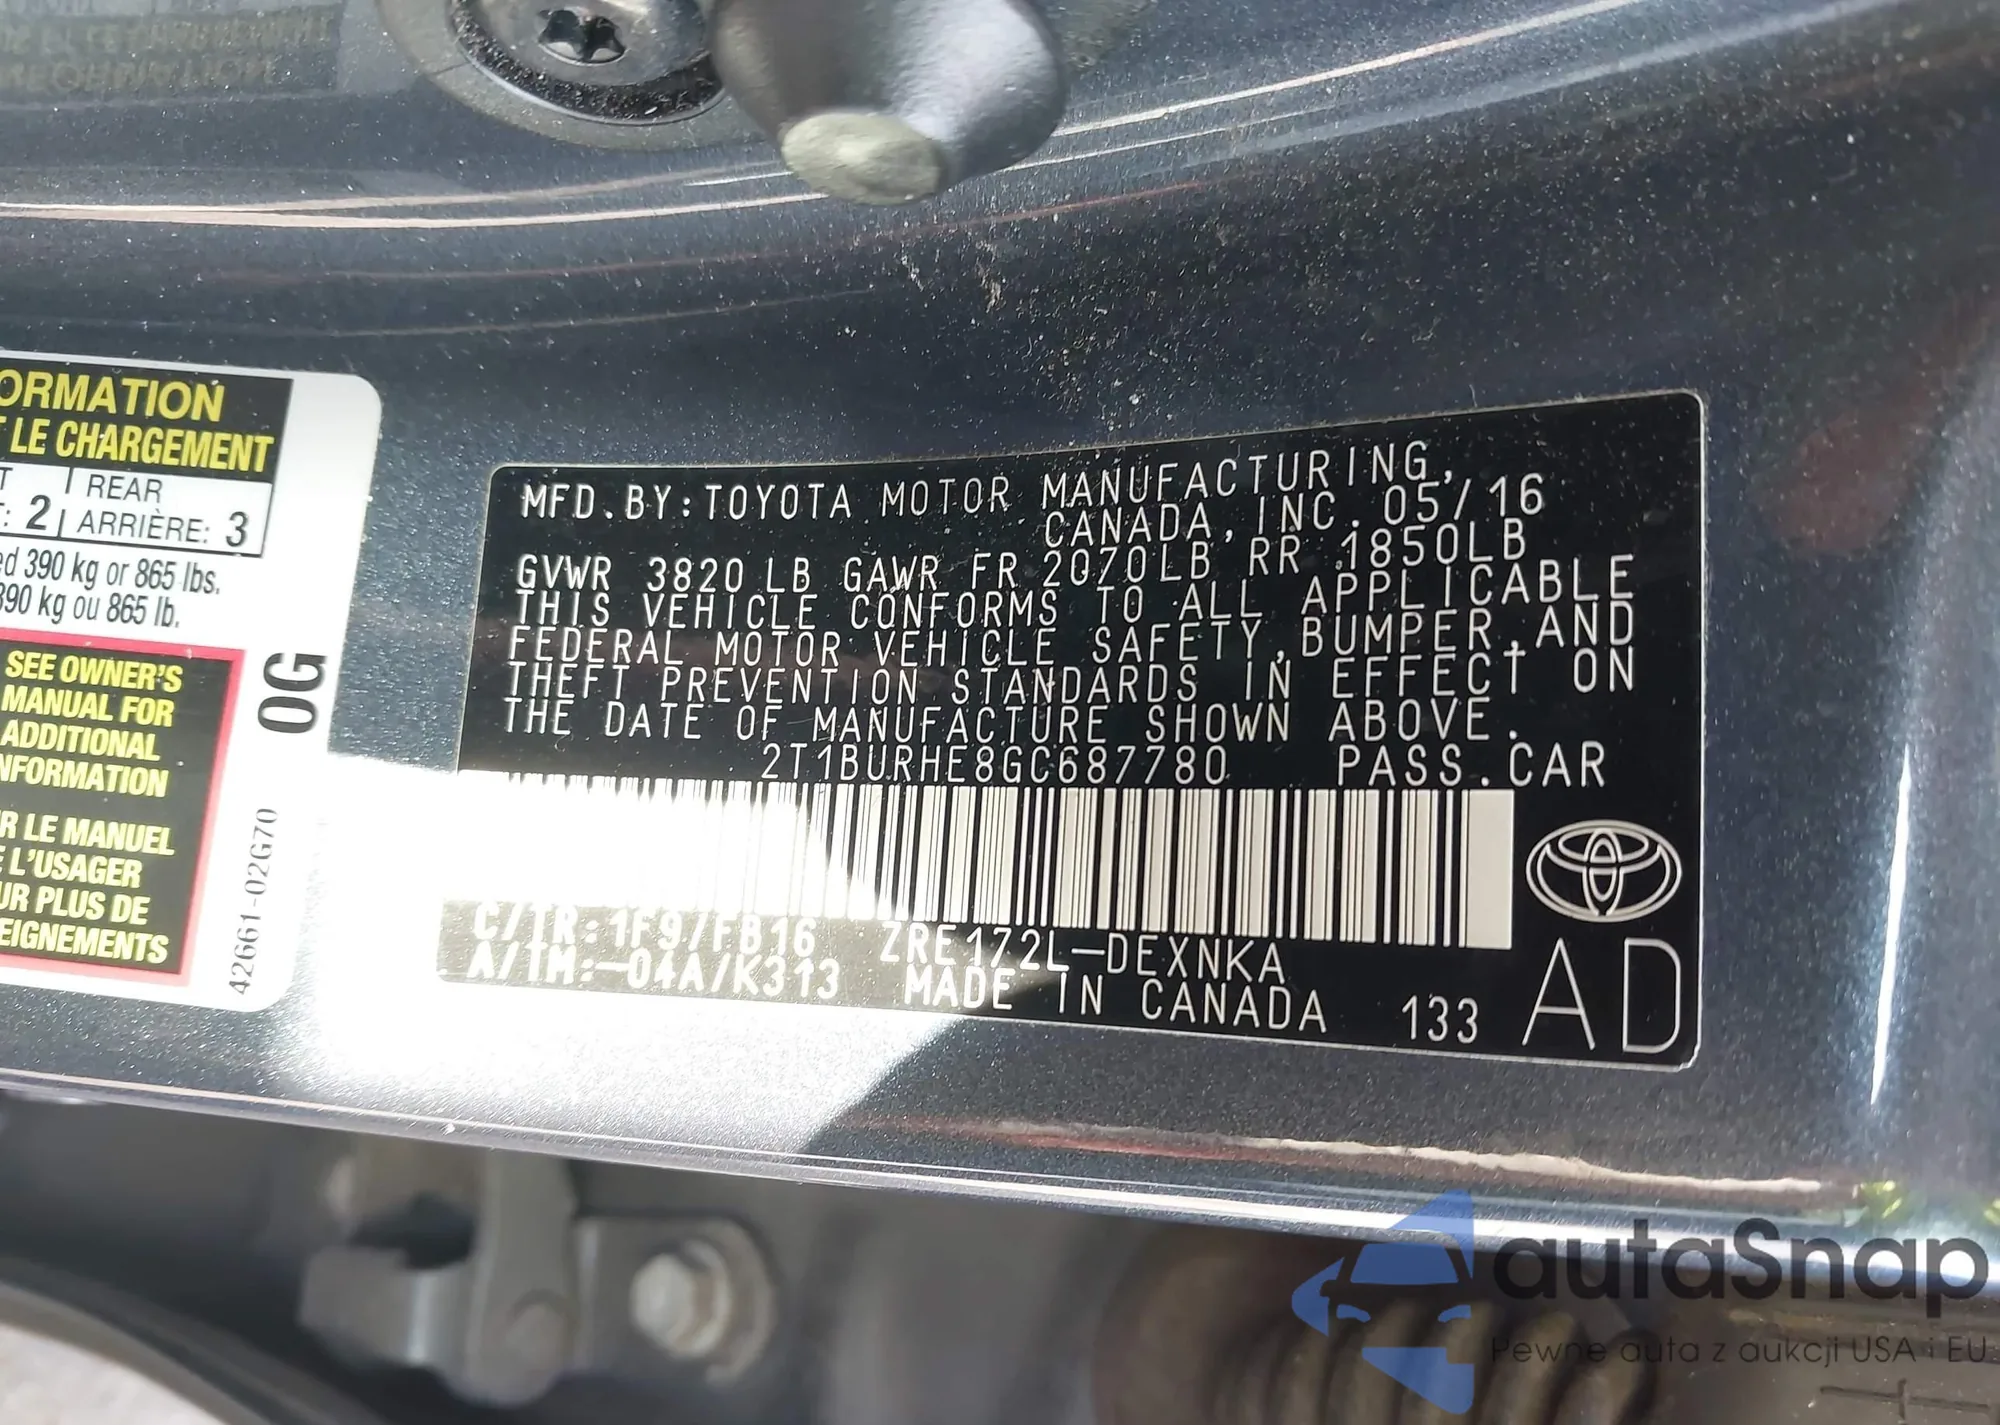 ORMATION
T LE CHARGEMENT
REAR
: 2 ARRIÈRE: 3
ed 390 kg or 865 lbs.
390 kg ou 865 lb.
SEE OWNER'S
MANUAL FOR
ADDITIONAL
NFORMATION
R LE MANUEL
E L'USAGER
UR PLUS DE
EIGNEMENTS
0G
42661-02G70
MFD.BY:TOYOTA MOTOR MANUFACTURING,
CANADA, INC. 05/16
GVWR 3820LB GAWR FR 2070LB RR 1850LB
THIS VEHICLE CONFORMS TO ALL APPLICABLE
FEDERAL MOTOR VEHICLE SAFETY,BUMPER,AND
THEFT PREVENTION STANDARDS IN EFFECT ON
THE DATE OF MANUFACTURE SHOWN ABOVE.
2T1BURHE8GC687780 PASS.CAR
C/TR:1F97/FB16 ZRE172L-DEXNKA
A/TM:-04A/K313 MADE IN CANADA 133
AD
autaSnap
Pewne auta z aukcji USA i EU